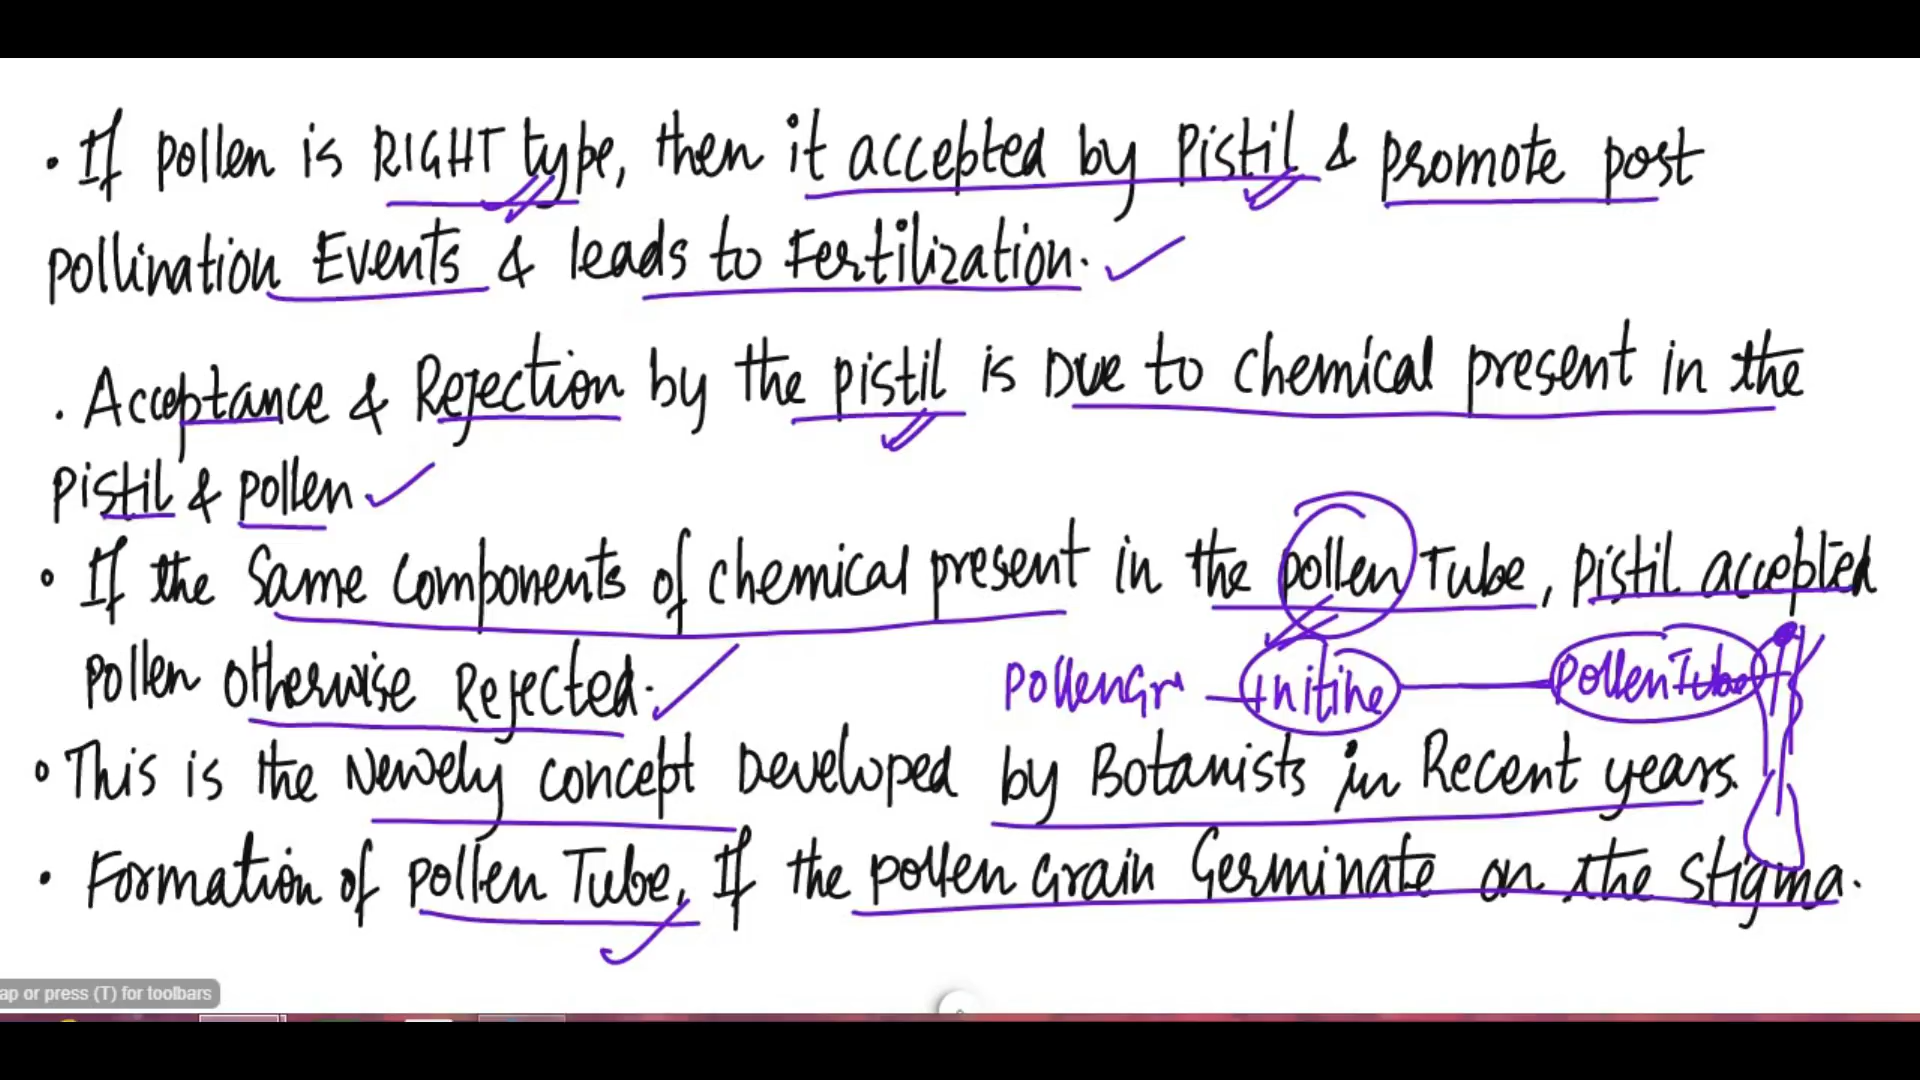 • If pollen is RIGHT type, then it accepted by Pistil & promote post
pollination Events & leads to Fertilization.
• Acceptance & Rejection by the pistil is Due to chemical present in the
Pistil & pollen
• If the Same Components of chemical present in the pollen Tube, Pistil accepted
pollen otherwise Rejected.
PollenGr — Initine — PollenTube
• This is the Newely concept Developed by Botanists in Recent years.
• Formation of pollen Tube, If the pollen Grain Germinate on the stigma.
ap or press (T) for toolbars